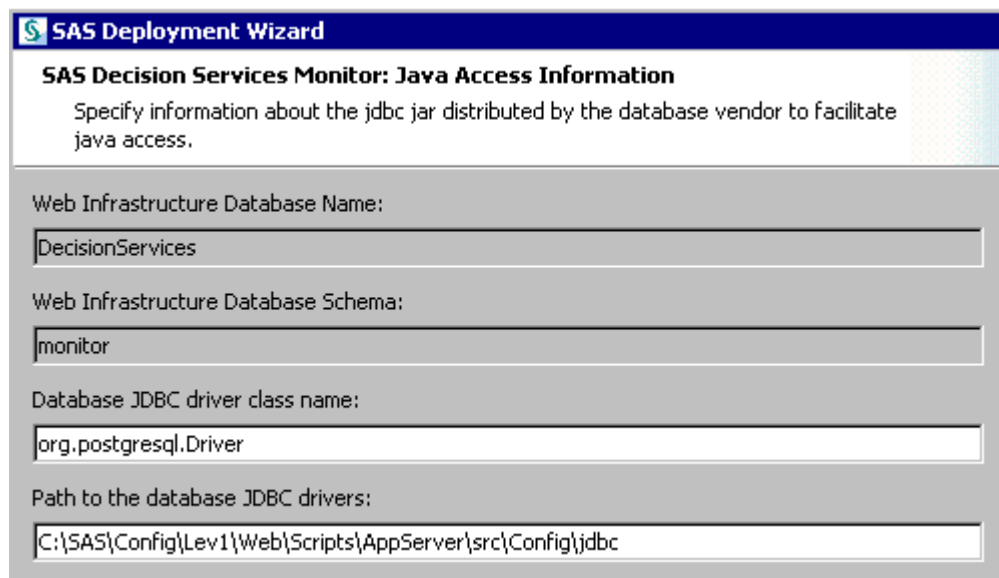 SAS Deployment Wizard
SAS Decision Services Monitor: Java Access Information
Specify information about the jdbc jar distributed by the database vendor to facilitate
java access.
Web Infrastructure Database Name:
DecisionServices
Web Infrastructure Database Schema:
monitor
Database JDBC driver class name:
org.postgresql.Driver
Path to the database JDBC drivers:
C:\SAS\Config\Lev1\Web\Scripts\AppServer\src\Config\jdbc